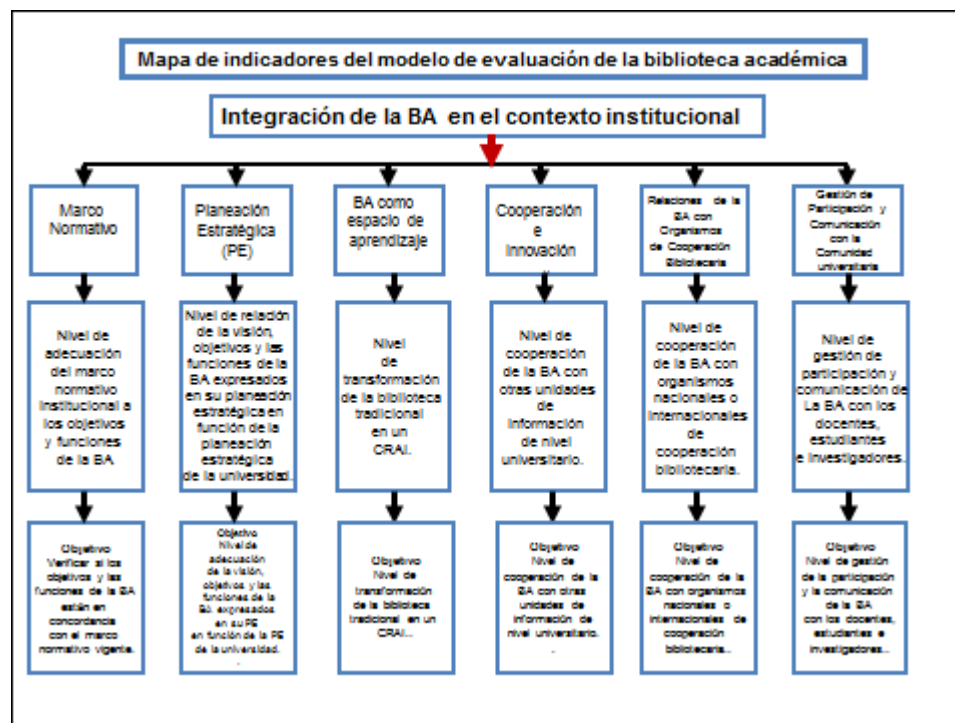 Mapa de indicadores del modelo de evaluación de la biblioteca académica
Integración de la BA en el contexto institucional
Marco
Normativo
Planeación
Estratégica
(PE)
BA como
espacio de
aprendizaje
Cooperación
e
Innovación
Relaciones de la
BA con
Organismos
de Cooperación
Bibliotecaria
Gestión de
Participación y
Comunicación
con la
Comunidad
universitaria
Nivel de
adecuación
del marco
normativo
institucional a
los objetivos
y funciones
de la BA
Nivel de relación
de la visión,
objetivos y las
funciones de la
BA expresados
en su planeación
estratégica en
función de la
planeación
estratégica
de la universidad.
Nivel
de
transformación
de la biblioteca
tradicional
en un
CRAI.
Nivel de
cooperación
de la BA con
otras unidades
de
información
de nivel
universitario.
Nivel de
cooperación
de la BA con
organismos
nacionales o
internacionales
de
cooperación
bibliotecaria.
Nivel de
gestión de
participación y
comunicación de
La BA con los
docentes,
estudiantes
e investigadores.
Objetivo
Verificar si los
objetivos y las
funciones de la BA
están en
concordancia
con el marco
normativo vigente.
Objetivo
Nivel de
adecuación
de la visión,
objetivos y las
funciones de la
BA expresados
en su PE
en función de la PE
de la universidad.
.
Objetivo
Nivel de
transformación
de la biblioteca
tradicional en un
CRAI...
Objetivo
Nivel de
cooperación de la
BA con otras
unidades de
información de
nivel universitario.
.
Objetivo
Nivel de
cooperación de la
BA con organismos
nacionales o
internacionales de
cooperación
bibliotecaria..
Objetivo
Nivel de gestión
de la participación
y la comunicación
de la BA
con los docentes,
estudiantes e
investigadores..